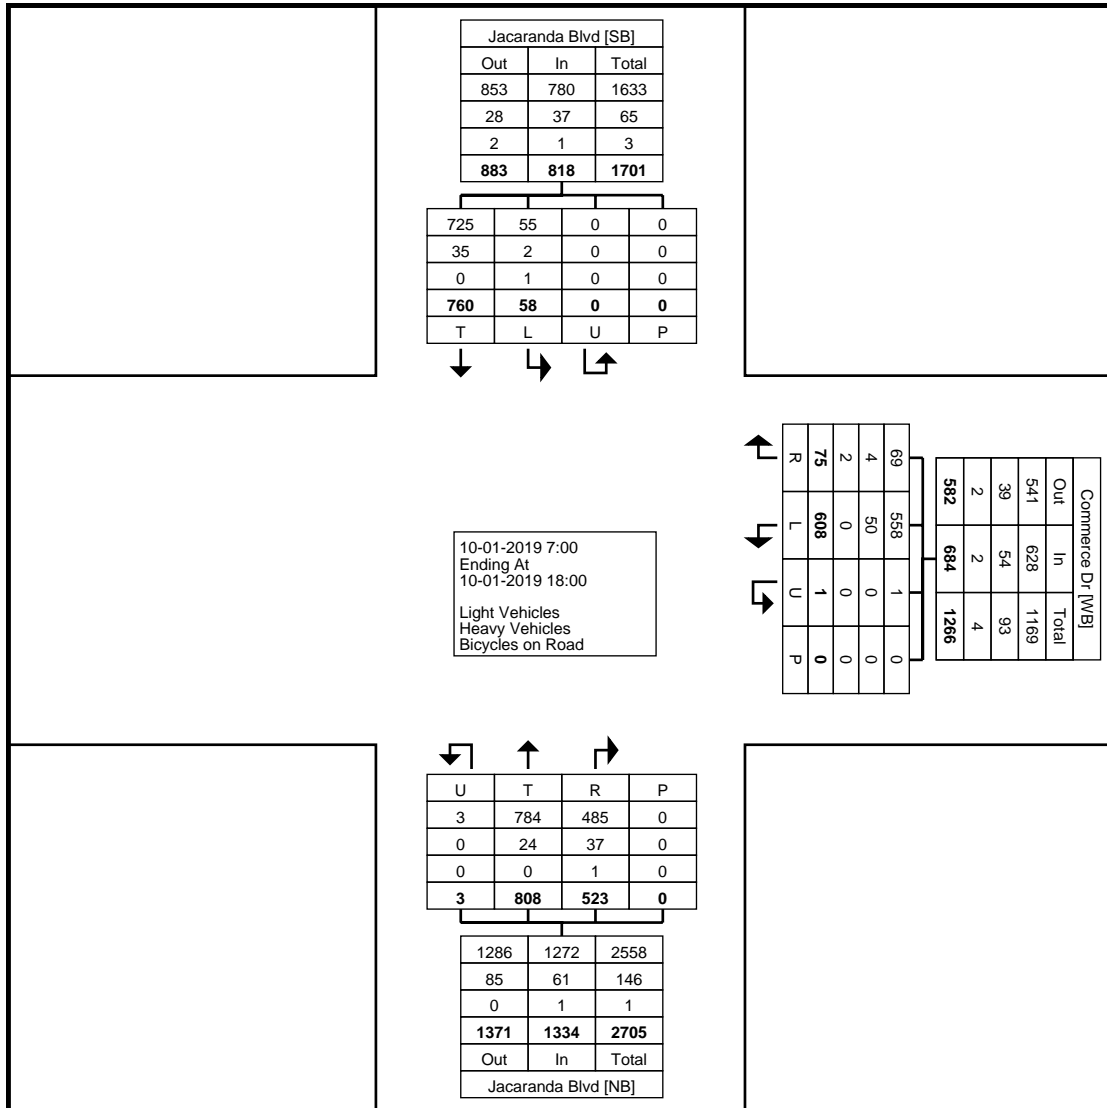 Jacaranda Blvd [SB]
Out In Total
853 780 1633
28 37 65
2 1 3
883 818 1701
725 55 0 0
35 2 0 0
0 1 0 0
760 58 0 0
T L U P
Commerce Dr [WB]
Out In Total
541 628 1169
39 54 93
2 2 4
582 684 1266
69 558 1 0
4 50 0 0
2 0 0 0
75 608 1 0
R L U P
10-01-2019 7:00
Ending At
10-01-2019 18:00
Light Vehicles
Heavy Vehicles
Bicycles on Road
U T R P
3 784 485 0
0 24 37 0
0 0 1 0
3 808 523 0
1286 1272 2558
85 61 146
0 1 1
1371 1334 2705
Out In Total
Jacaranda Blvd [NB]